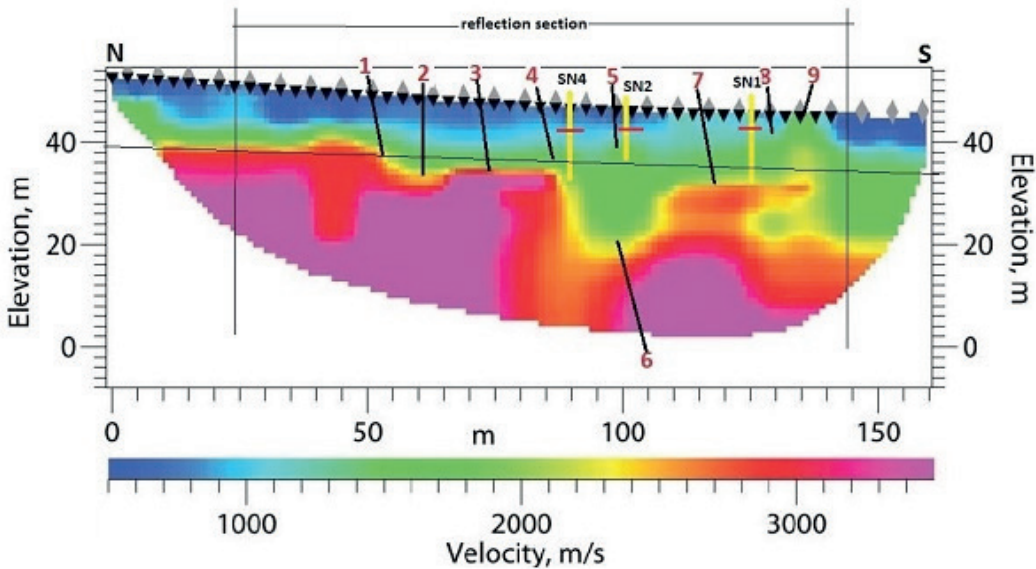 reflection section
N
S
1
2
3
4
SN4
5
SN2
7
SN1
8
9
40
40
20
20
0
0
6
Elevation, m
Elevation, m
0
50
m
100
150
1000
2000
3000
Velocity, m/s